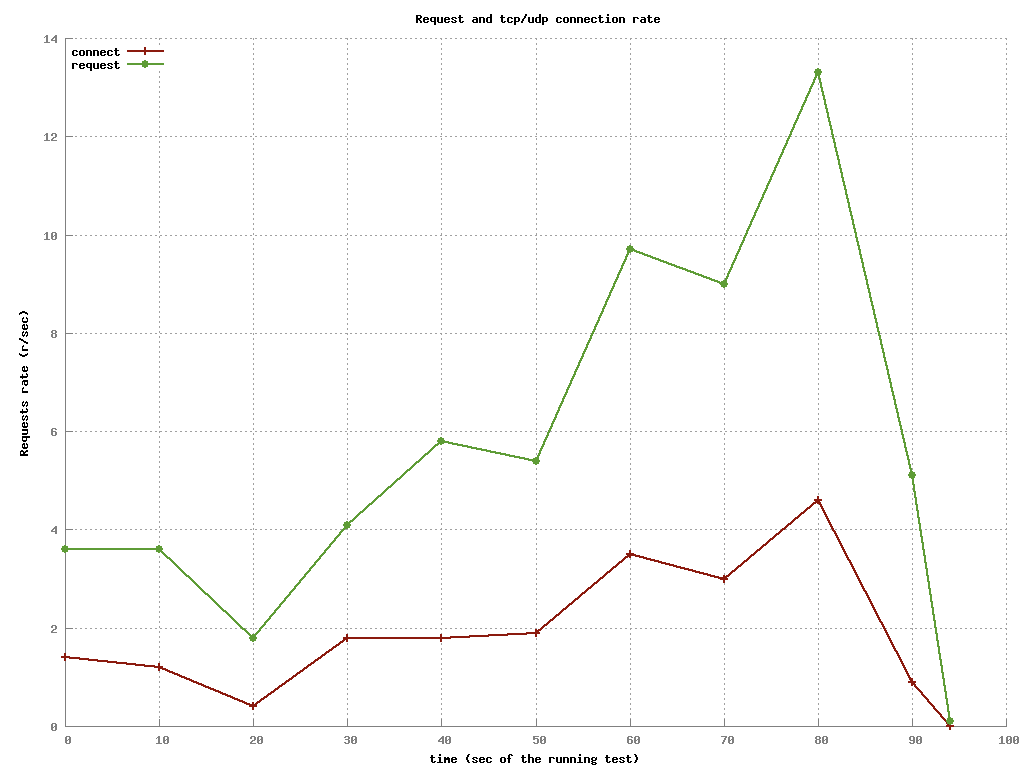 Request and tcp/udp connection rate
connect
request
14
12
10
8
6
4
2
0
Requests rate (r/sec)
0 10 20 30 40 50 60 70 80 90 100
time (sec of the running test)